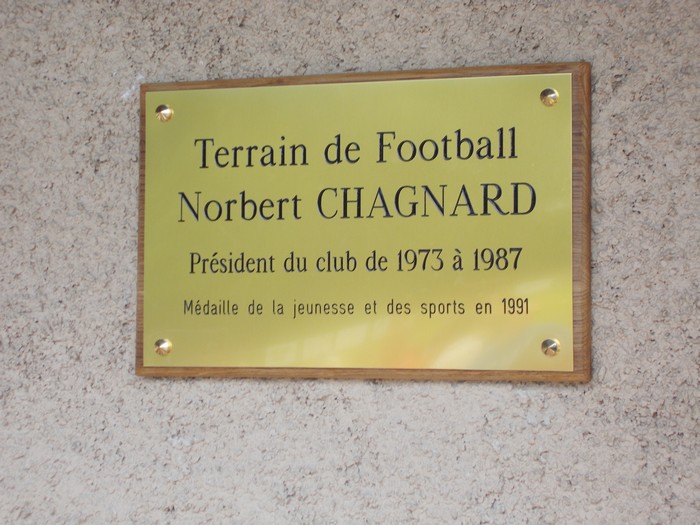 Terrain de Football
Norbert CHAGNARD
Président du club de 1973 à 1987
Médaille de la jeunesse et des sports en 1991